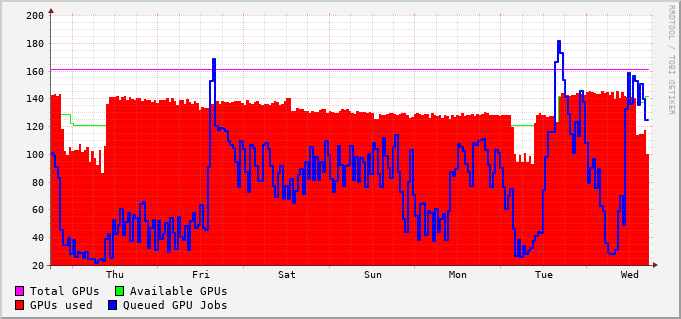 200
180
160
140
120
100
80
60
40
20
Thu Fri Sat Sun Mon Tue Wed
Total GPUs Available GPUs
GPUs used Queued GPU Jobs
RRDTOOL / TOBI OETIKER